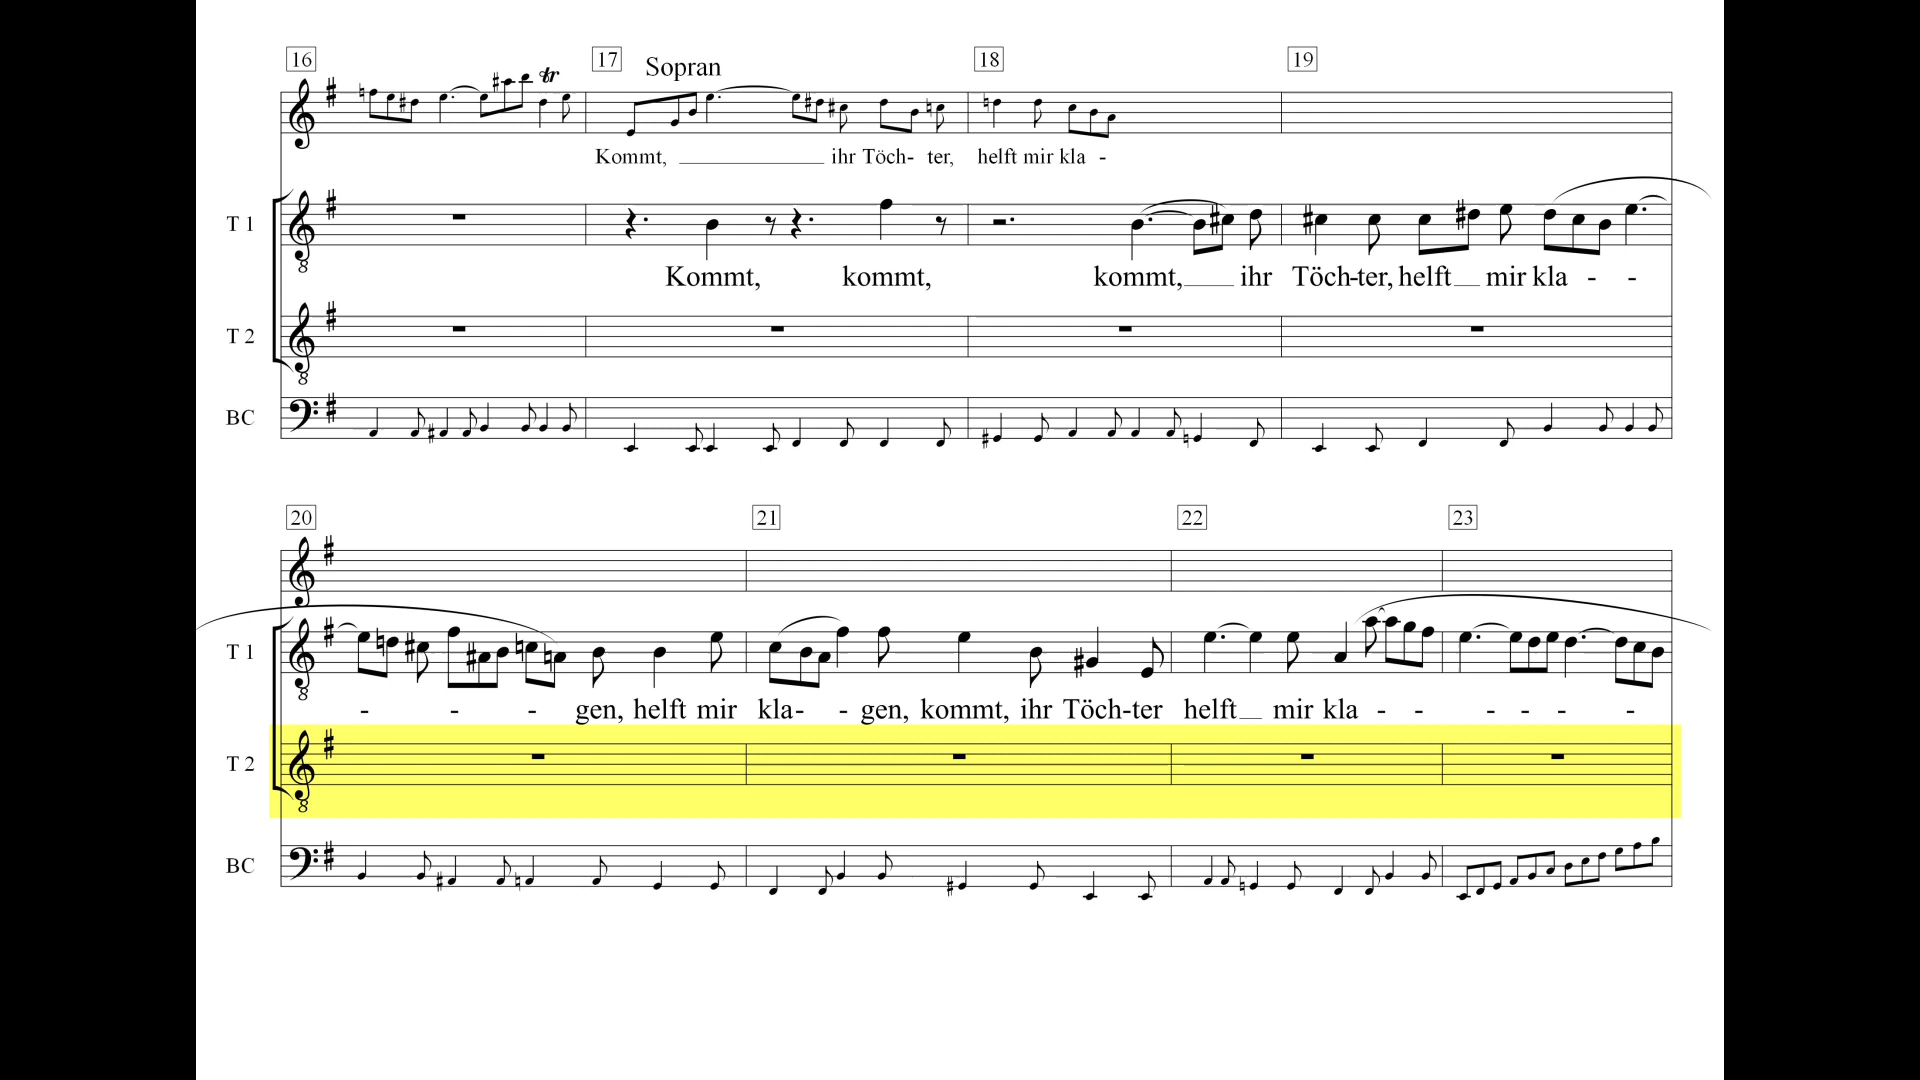 16 17 Sopran 18 19
Kommt, ihr Töch- ter, helft mir kla -
T 1
Kommt, kommt, kommt, ihr Töch-ter, helft mir kla - -
T 2
BC
20 21 22 23
T 1
- - - gen, helft mir kla- - gen, kommt, ihr Töch-ter helft mir kla - - - - - -
T 2
BC